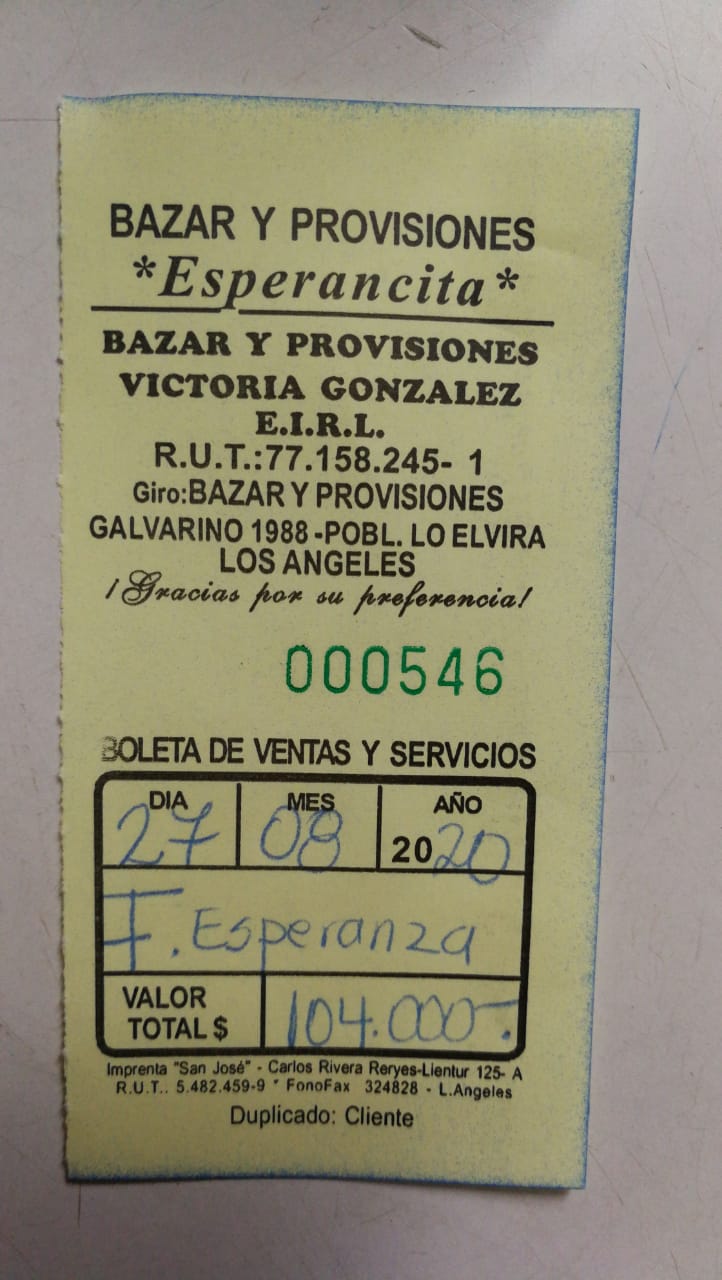 BAZAR Y PROVISIONES
*Esperancita*
BAZAR Y PROVISIONES
VICTORIA GONZALEZ
E.I.R.L.
R.U.T.:77.158.245- 1
Giro:BAZAR Y PROVISIONES
GALVARINO 1988 -POBL. LO ELVIRA
LOS ANGELES
¡Gracias por su preferencia!
000546
BOLETA DE VENTAS Y SERVICIOS
DIA MES AÑO
27 08 2020
F. Esperanza
VALOR
TOTAL $ 104.000-.
Imprenta "San José" - Carlos Rivera Reryes-Lientur 125- A
R.U.T.. 5.482.459-9 * FonoFax 324828 - L.Angeles
Duplicado: Cliente